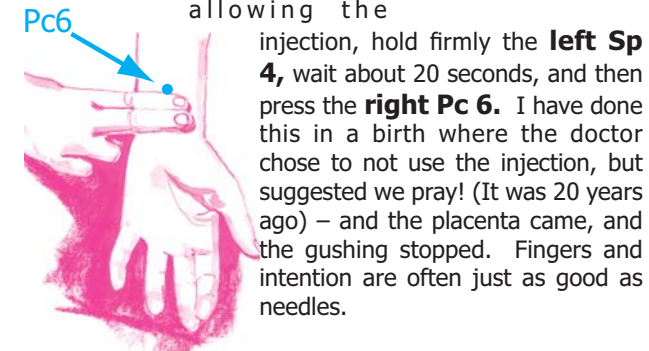 allowing the
Pc6
injection, hold firmly the left Sp
4, wait about 20 seconds, and then
press the right Pc 6. I have done
this in a birth where the doctor
chose to not use the injection, but
suggested we pray! (It was 20 years
ago) – and the placenta came, and
the gushing stopped. Fingers and
intention are often just as good as
needles.